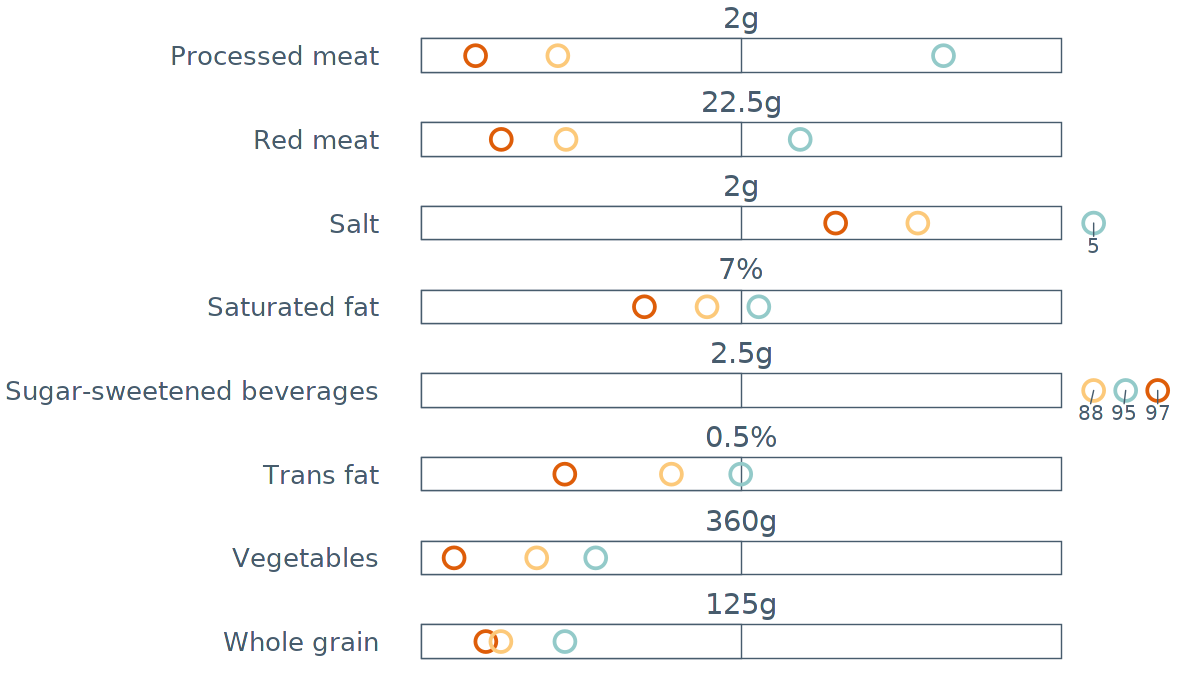 2g
Processed meat
22.5g
Red meat
2g
Salt
5
7%
Saturated fat
2.5g
Sugar-sweetened beverages
88 95 97
0.5%
Trans fat
360g
Vegetables
125g
Whole grain